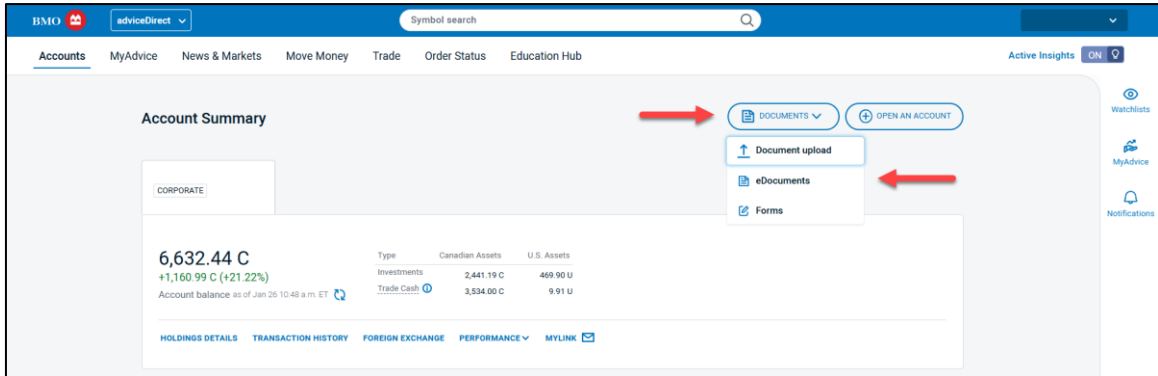 BMO adviceDirect Symbol search
Accounts MyAdvice News & Markets Move Money Trade Order Status Education Hub Active Insights ON
Watchlists
MyAdvice
Notifications
Account Summary DOCUMENTS OPEN AN ACCOUNT
Document upload
eDocuments
Forms
CORPORATE
6,632.44 C
+1,160.99 C (+21.22%)
Account balance as of Jan 26 10:48 a.m. ET
Type Canadian Assets U.S. Assets
Investments 2,441.19 C 469.90 U
Trade Cash 3,534.00 C 9.91 U
HOLDINGS DETAILS TRANSACTION HISTORY FOREIGN EXCHANGE PERFORMANCE MYLINK